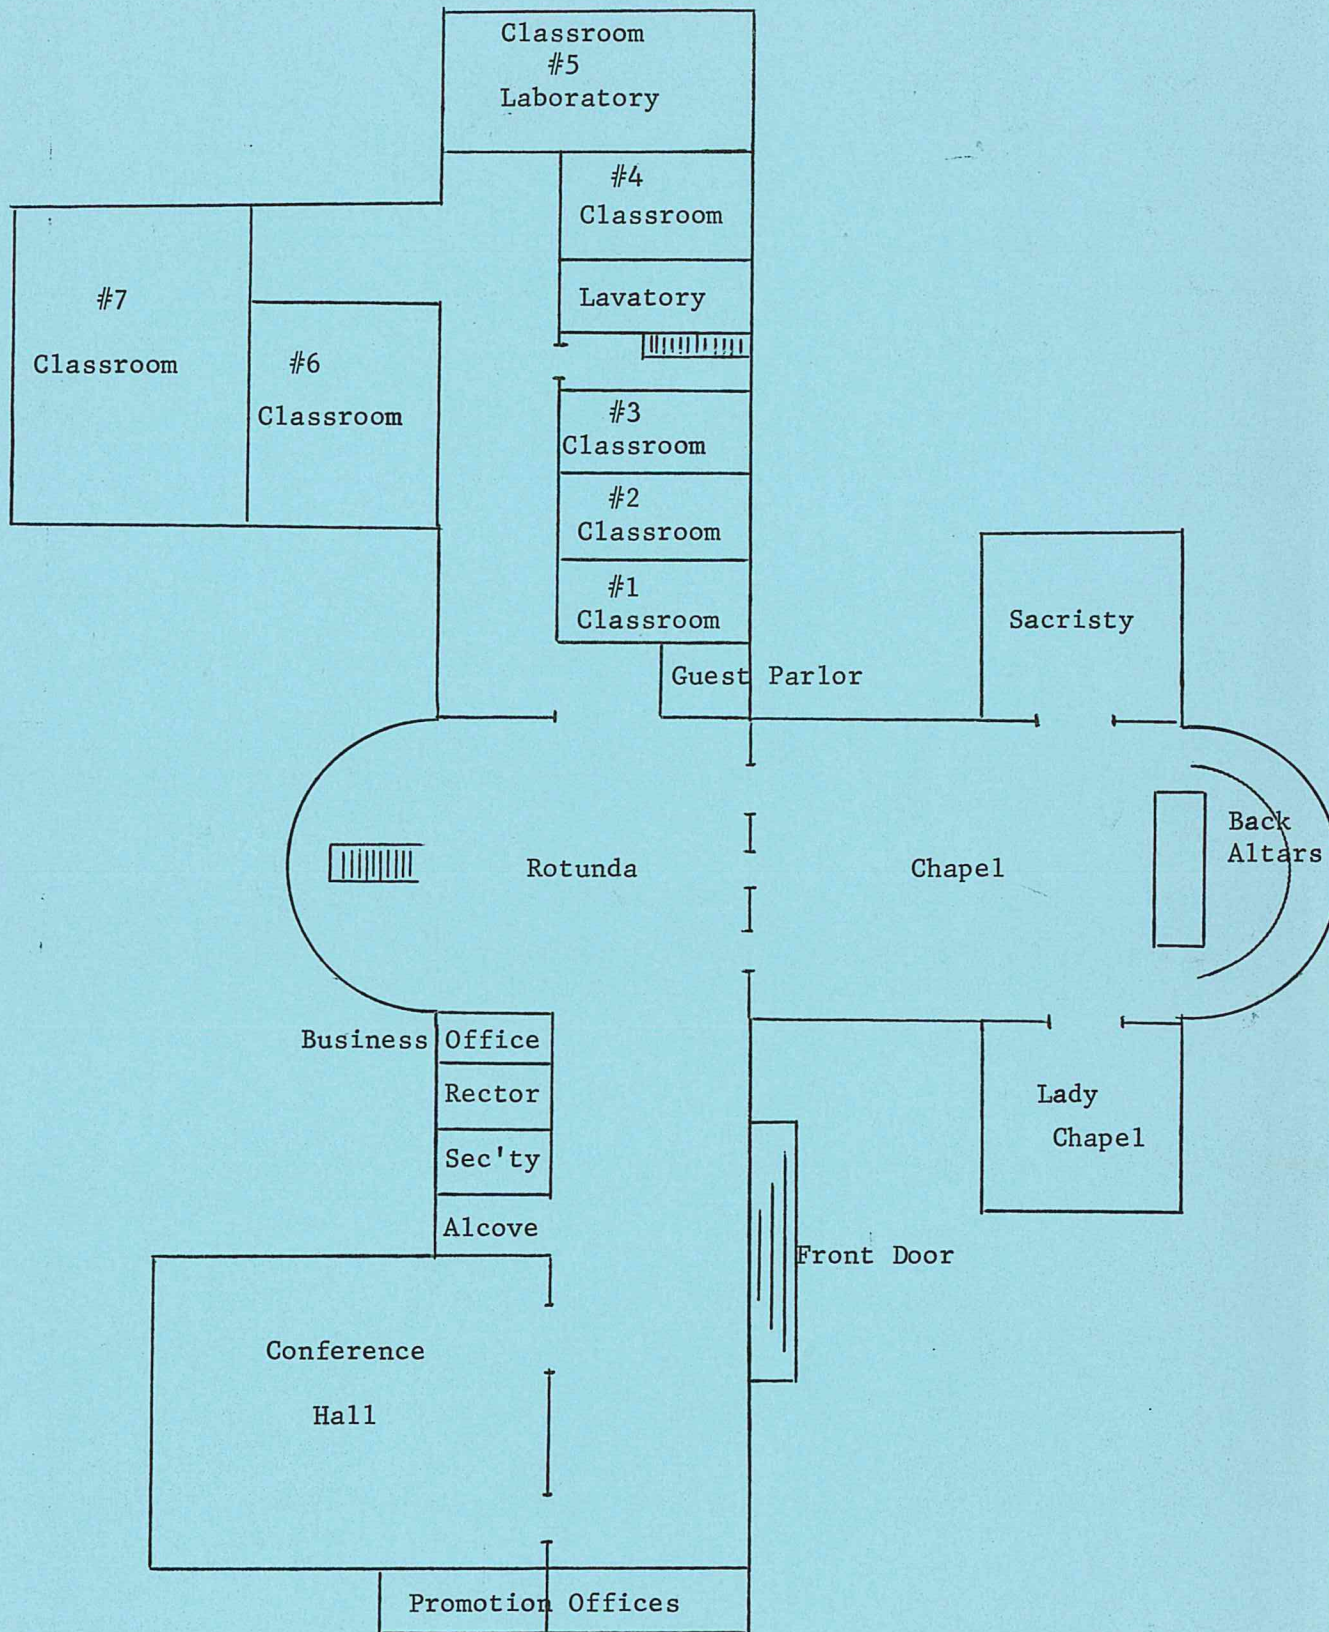 Classroom
#5
Laboratory
#4
Classroom
Lavatory
#7
Classroom
#6
Classroom
#3
Classroom
#2
Classroom
#1
Classroom
Guest Parlor
Sacristy
Rotunda
Chapel
Back
Altars
Business Office
Rector
Sec'ty
Alcove
Lady
Chapel
Front Door
Conference
Hall
Promotion Offices